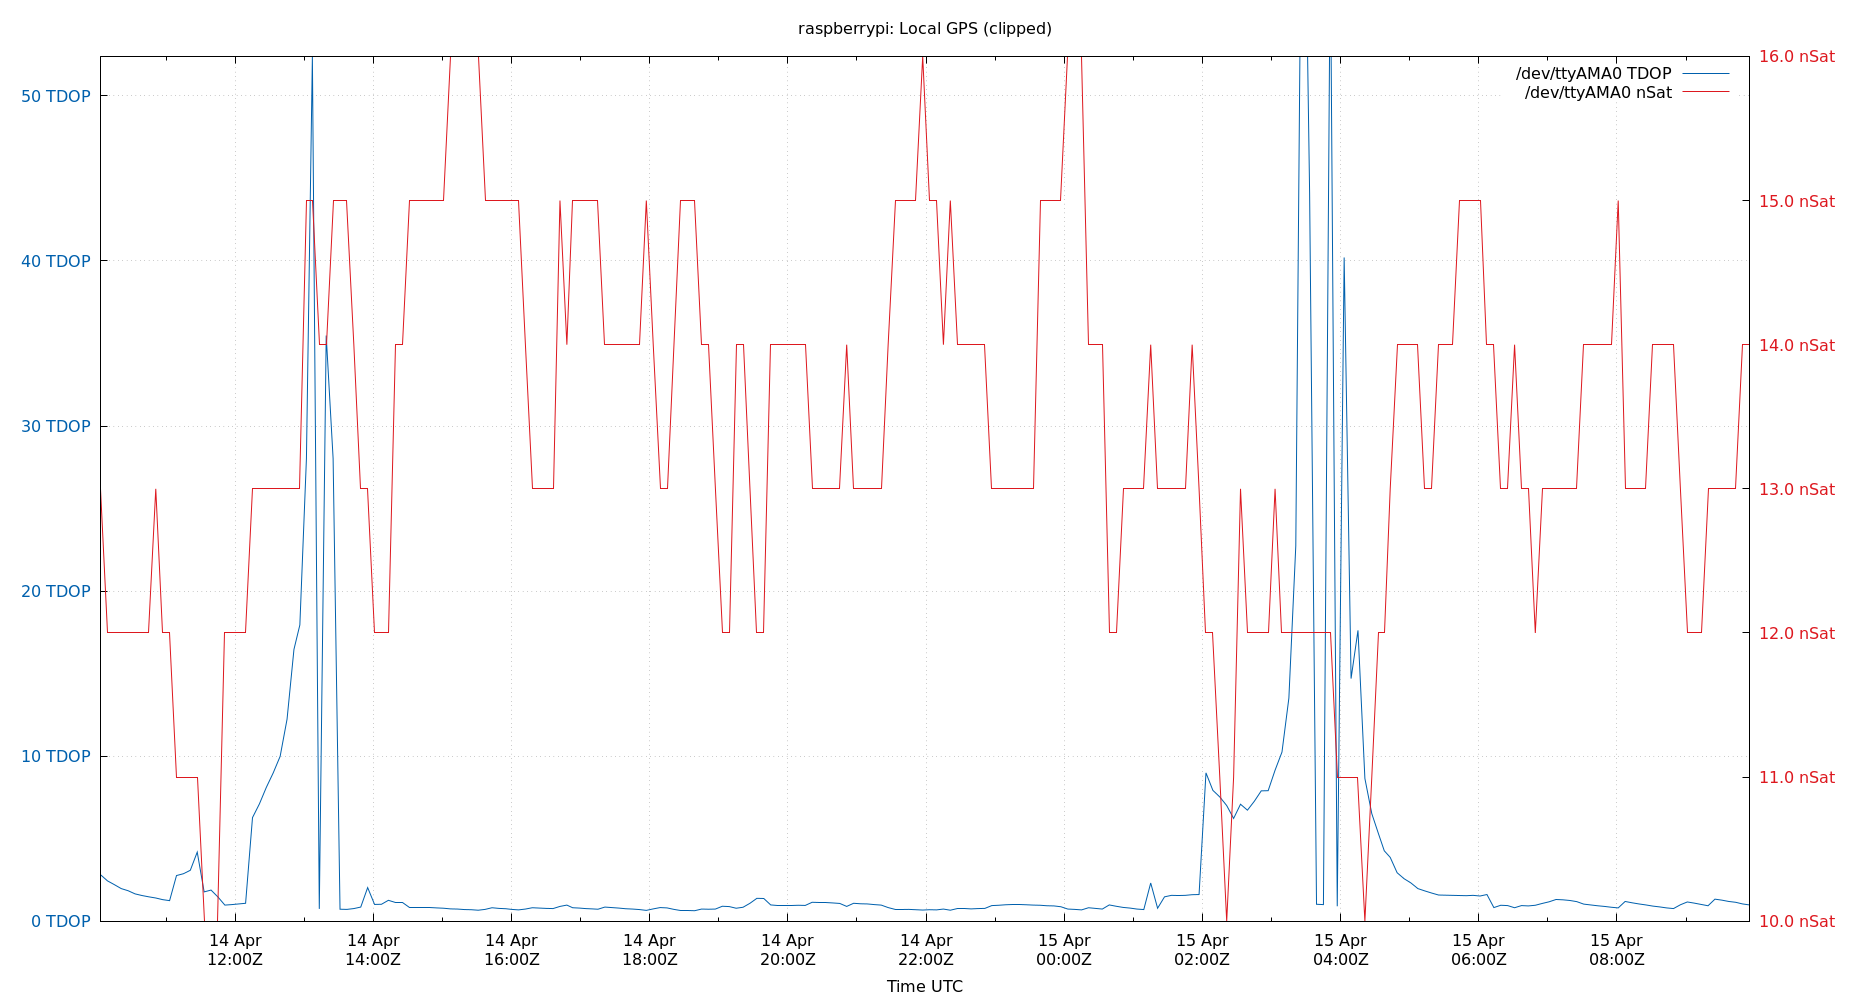 raspberrypi: Local GPS (clipped)
/dev/ttyAMA0 TDOP
/dev/ttyAMA0 nSat
50 TDOP
40 TDOP
30 TDOP
20 TDOP
10 TDOP
0 TDOP
16.0 nSat
15.0 nSat
14.0 nSat
13.0 nSat
12.0 nSat
11.0 nSat
10.0 nSat
14 Apr
12:00Z
14 Apr
14:00Z
14 Apr
16:00Z
14 Apr
18:00Z
14 Apr
20:00Z
14 Apr
22:00Z
15 Apr
00:00Z
15 Apr
02:00Z
15 Apr
04:00Z
15 Apr
06:00Z
15 Apr
08:00Z
Time UTC